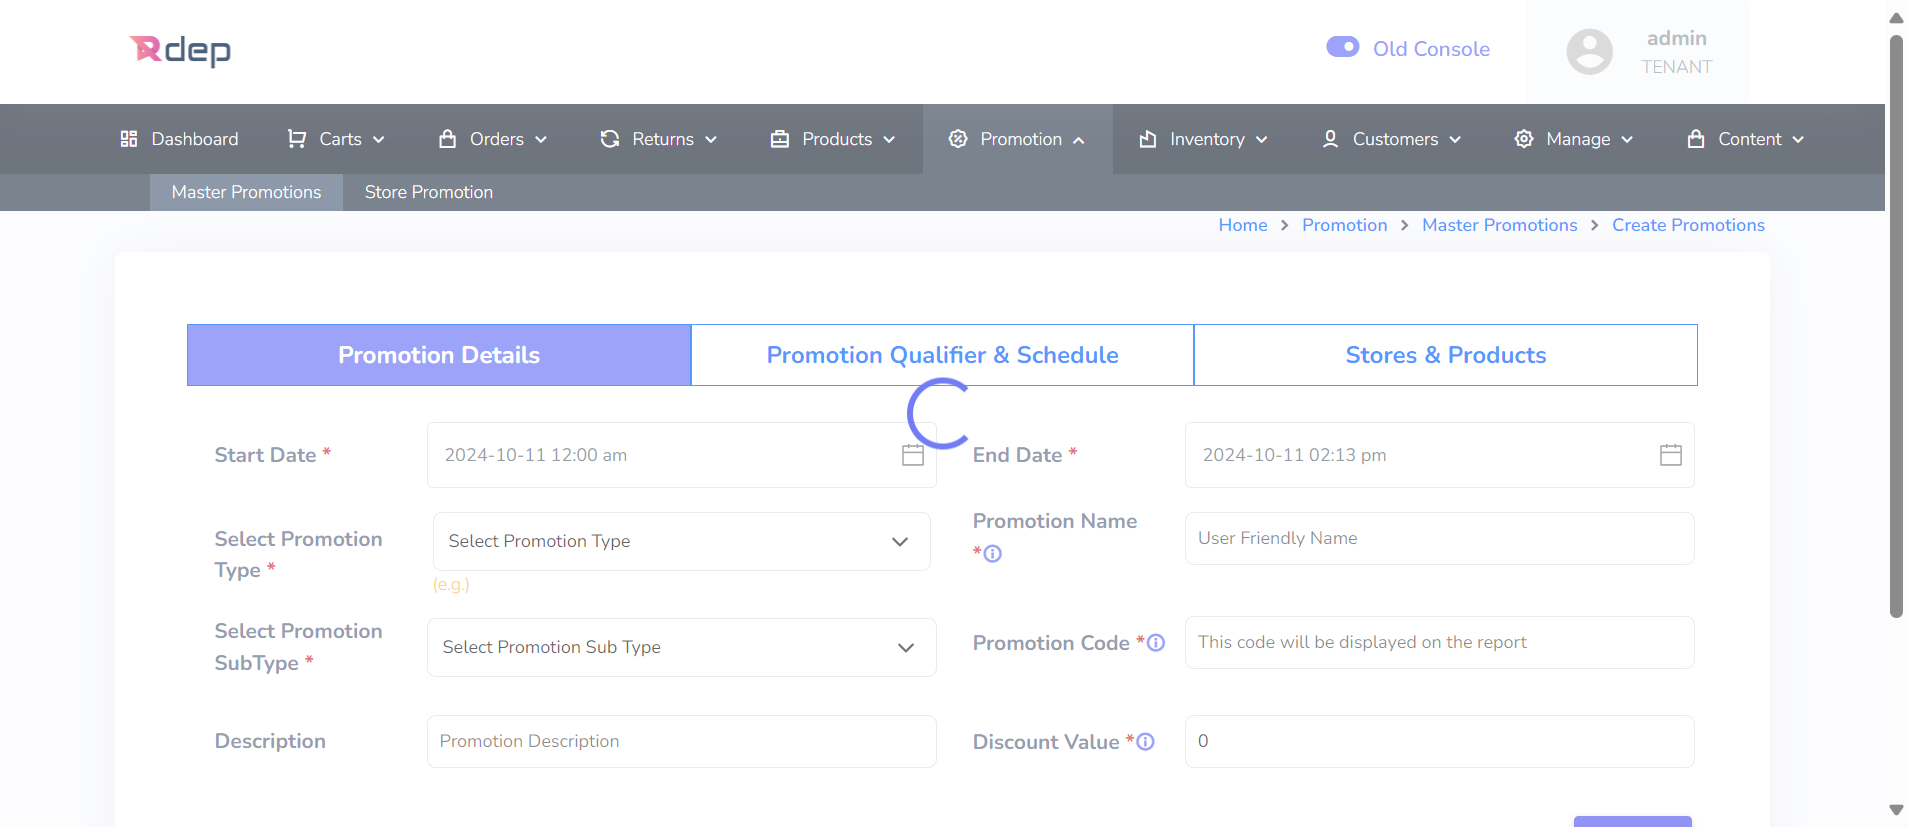 Rdep
Old Console
admin
TENANT
Dashboard Carts Orders Returns Products Promotion Inventory Customers Manage Content
Master Promotions Store Promotion
Home > Promotion > Master Promotions > Create Promotions
Promotion Details Promotion Qualifier & Schedule Stores & Products
Start Date * 2024-10-11 12:00 am End Date * 2024-10-11 02:13 pm
Select Promotion
Type *
Select Promotion Type
(e.g.)
Promotion Name
*
User Friendly Name
Select Promotion
SubType *
Select Promotion Sub Type
Promotion Code * This code will be displayed on the report
Description Promotion Description Discount Value * 0